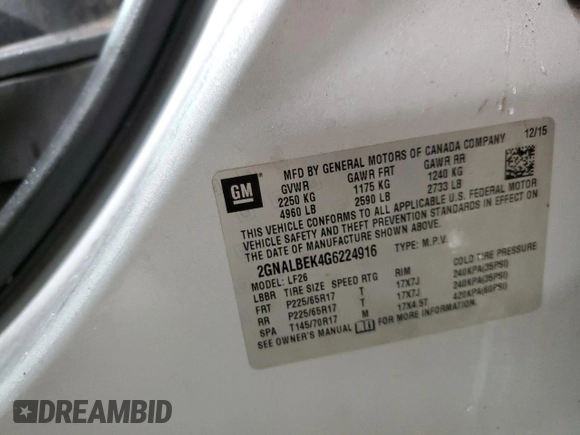 12/15
MFD BY GENERAL MOTORS OF CANADA COMPANY
GM
GVWR GAWR FRT GAWR RR
2250 KG 1175 KG 1240 KG
4960 LB 2590 LB 2733 LB
THIS VEHICLE CONFORMS TO ALL APPLICABLE U.S. FEDERAL MOTOR
VEHICLE SAFETY AND THEFT PREVENTION STANDARDS IN EFFECT ON
THE DATE OF MANUFACTURE SHOWN ABOVE.
2GNALBEK4G6224916 TYPE: M.P.V.
MODEL: LF26
LBBR TIRE SIZE SPEED RTG RIM COLD TIRE PRESSURE
FRT P225/65R17 T 17X7J 240KPA(35PSI)
RR P225/65R17 T 17X7J 240KPA(35PSI)
SPA T145/70R17 M 17X4.5T 420KPA(60PSI)
SEE OWNER'S MANUAL FOR MORE INFORMATION.
DREAMBID